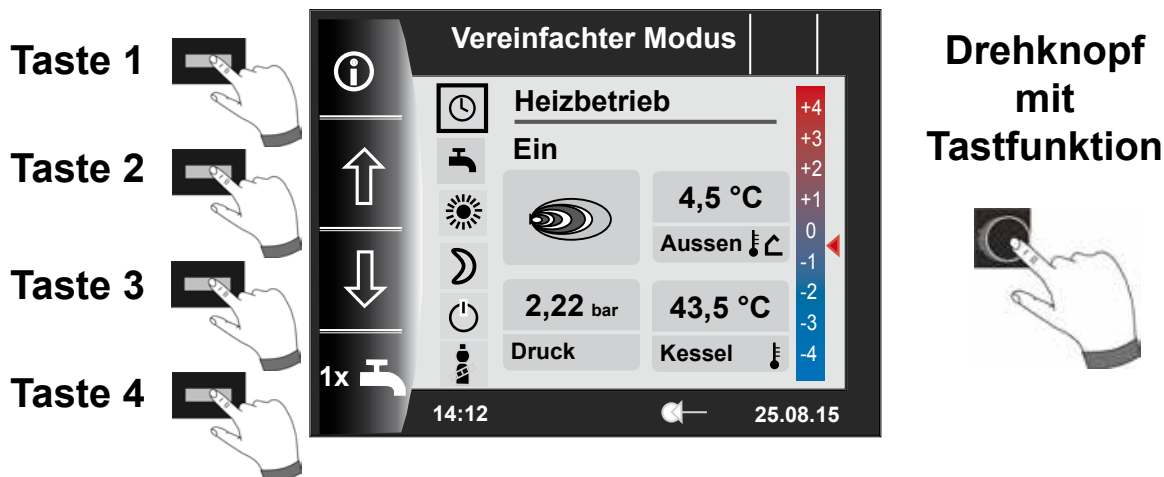 Taste 1
Taste 2
Taste 3
Taste 4
Vereinfachter Modus
Heizbetrieb
Ein
4,5 °C
Aussen
2,22 bar
Druck
43,5 °C
Kessel
+4
+3
+2
+1
0
-1
-2
-3
-4
1x
14:12
25.08.15
Drehknopf
mit
Tastfunktion